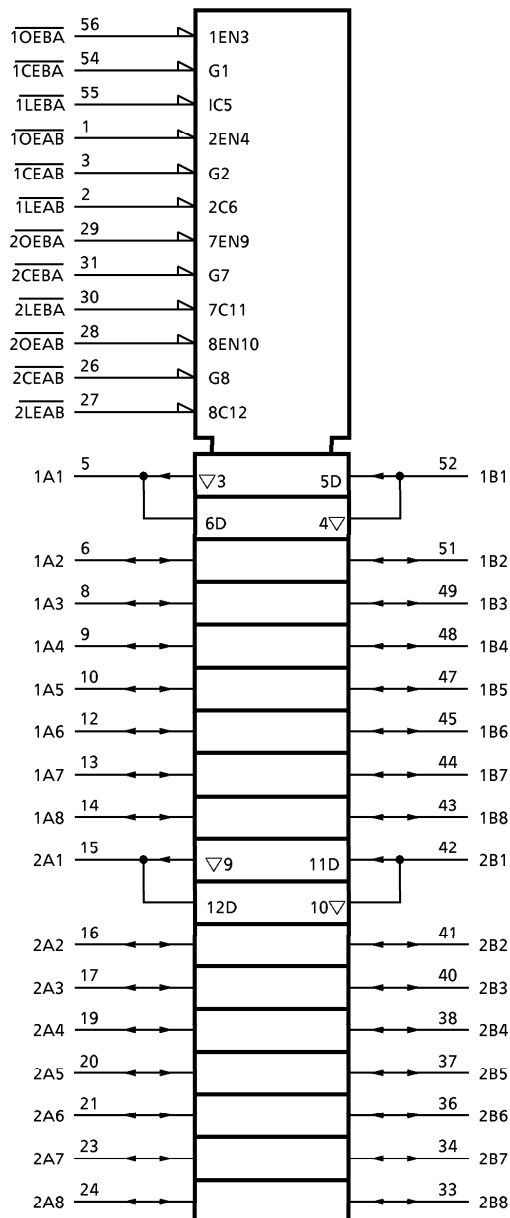 1OEBA 56 1EN3
1CEBA 54 G1
1LEBA 55 IC5
1OEAB 1 2EN4
1CEAB 3 G2
1LEAB 2 2C6
2OEBA 29 7EN9
2CEBA 31 G7
2LEBA 30 7C11
2OEAB 28 8EN10
2CEAB 26 G8
2LEAB 27 8C12
1A1 5 ▽3 5D 52 1B1
6D 4▽
1A2 6 51 1B2
1A3 8 49 1B3
1A4 9 48 1B4
1A5 10 47 1B5
1A6 12 45 1B6
1A7 13 44 1B7
1A8 14 43 1B8
2A1 15 ▽9 11D 42 2B1
12D 10▽
2A2 16 41 2B2
2A3 17 40 2B3
2A4 19 38 2B4
2A5 20 37 2B5
2A6 21 36 2B6
2A7 23 34 2B7
2A8 24 33 2B8